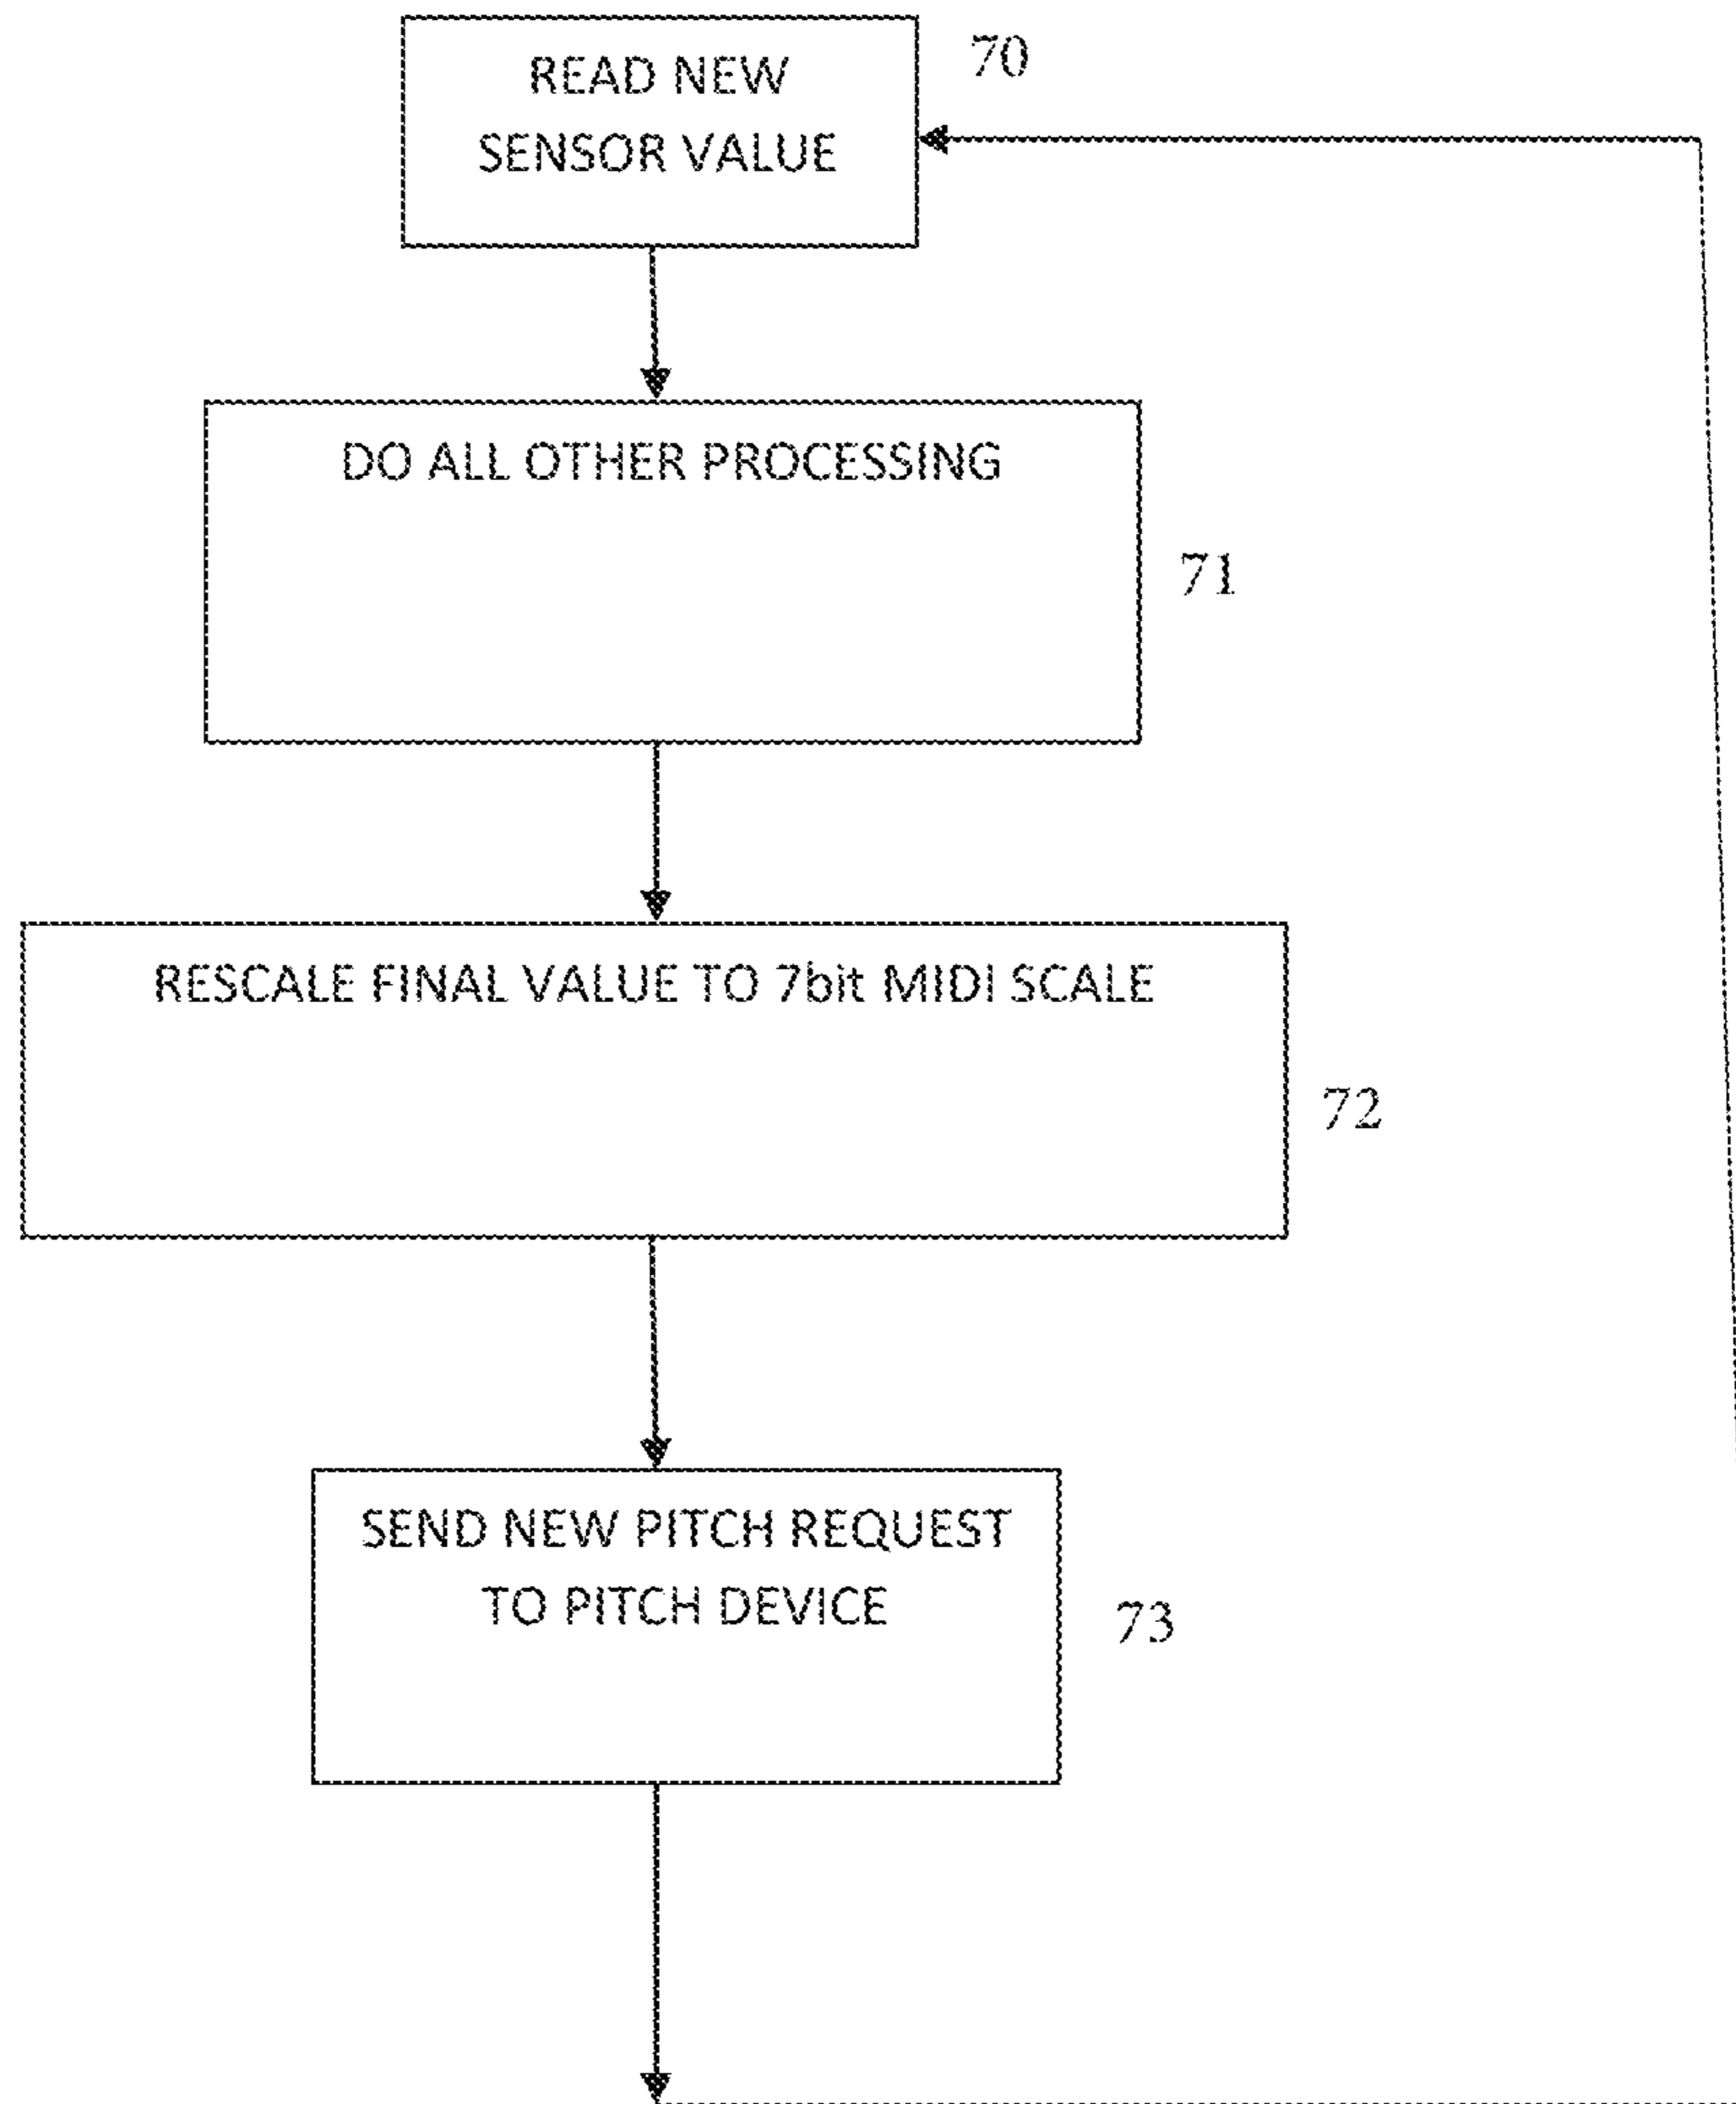 READ NEW
SENSOR VALUE
70
DO ALL OTHER PROCESSING
71
RESCALE FINAL VALUE TO 7bit MIDI SCALE
72
SEND NEW PITCH REQUEST
TO PITCH DEVICE
73